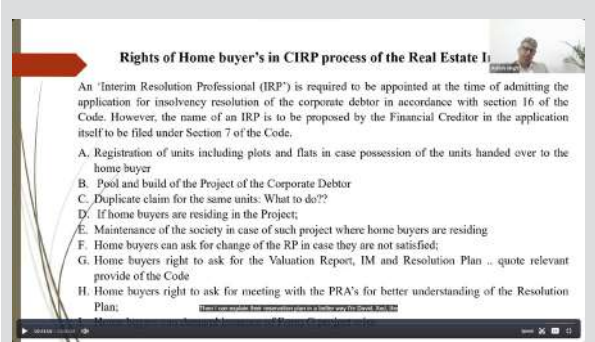 Rights of Home buyer's in CIRP process of the Real Estate
An 'Interim Resolution Professional (IRP') is required to be appointed at the time of admitting the
application for insolvency resolution of the corporate debtor in accordance with section 16 of the
Code. However, the name of an IRP is to be proposed by the Financial Creditor in the application
itself to be filed under Section 7 of the Code.
A. Registration of units including plots and flats in case possession of the units handed over to the
home buyer
B. Pool and build of the Project of the Corporate Debtor
C. Duplicate claim for the same units: What to do??
D. If home buyers are residing in the Project;
E. Maintenance of the society in case of such project where home buyers are residing
F. Home buyers can ask for change of the RP in case they are not satisfied;
G. Home buyers right to ask for the Valuation Report, IM and Resolution Plan .. quote relevant
provide of the Code
H. Home buyers right to ask for meeting with the PRA's for better understanding of the Resolution
Plan;